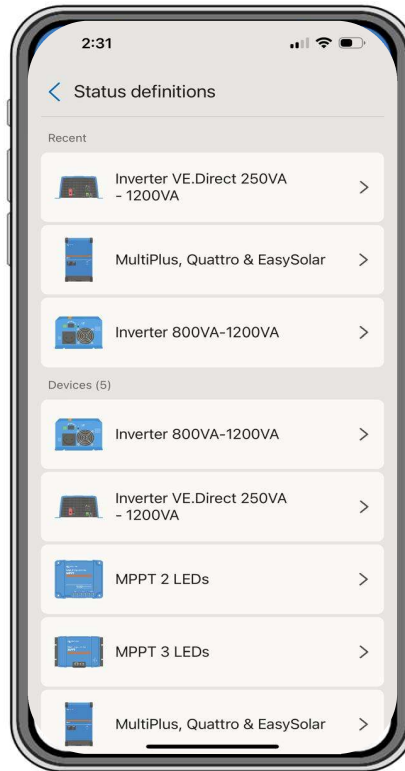 2:31
Status definitions
Recent
Inverter VE.Direct 250VA
- 1200VA
MultiPlus, Quattro & EasySolar
Inverter 800VA-1200VA
Devices (5)
Inverter 800VA-1200VA
Inverter VE.Direct 250VA
- 1200VA
MPPT 2 LEDs
MPPT 3 LEDs
MultiPlus, Quattro & EasySolar